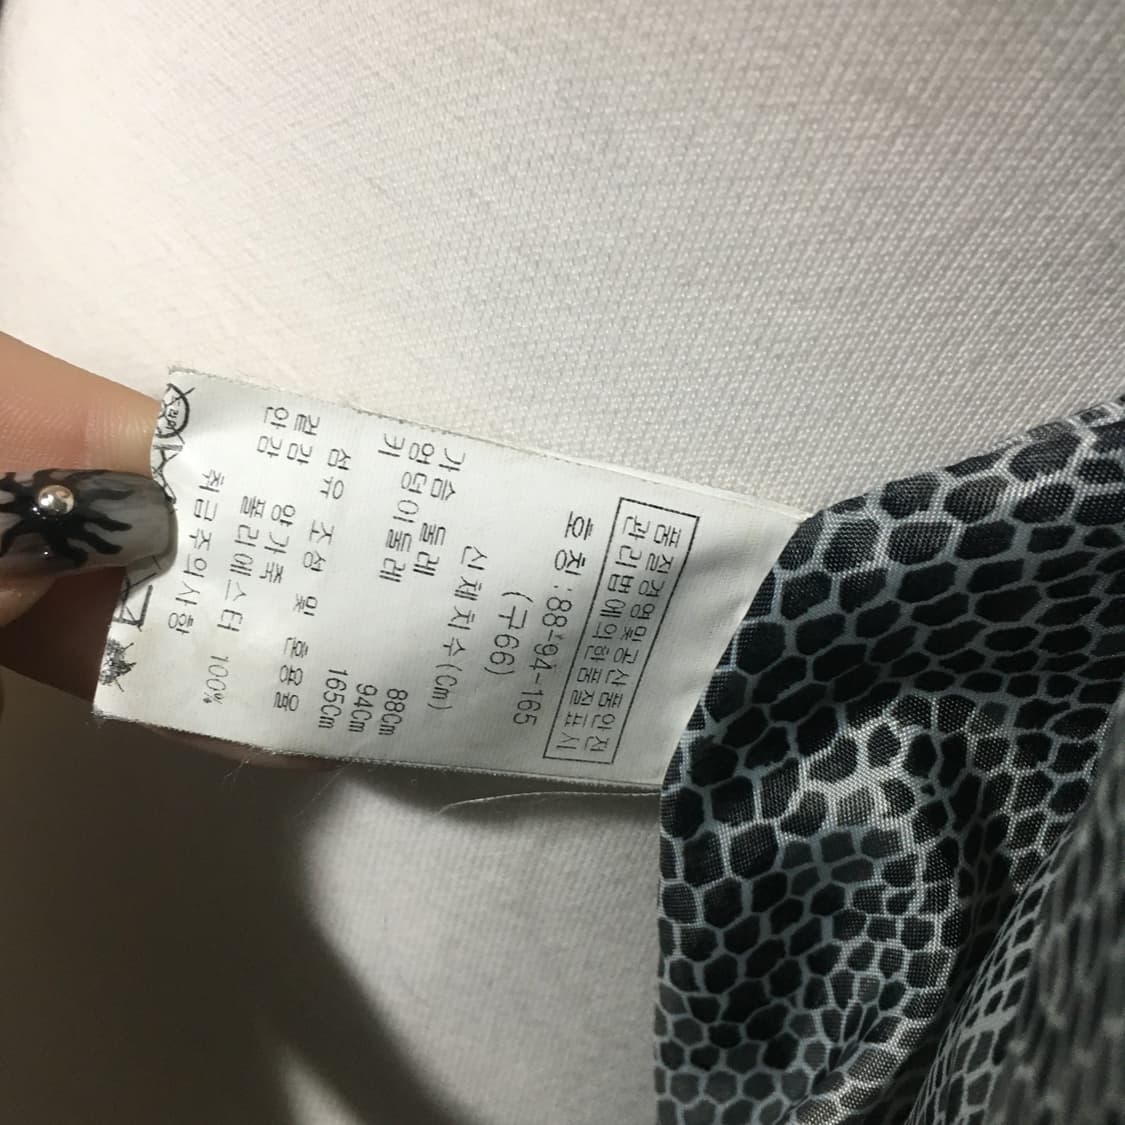 품질경영및공산품안전
관리법에의한품질표시
호칭:88-94-165
(구66)
신체치수(Cm)
가슴둘레 88Cm
엉덩이둘레 94Cm
키 165Cm
섬유 조성 및 혼용율
겉감 양가죽
안감 폴리에스터 100%
취급주의사항